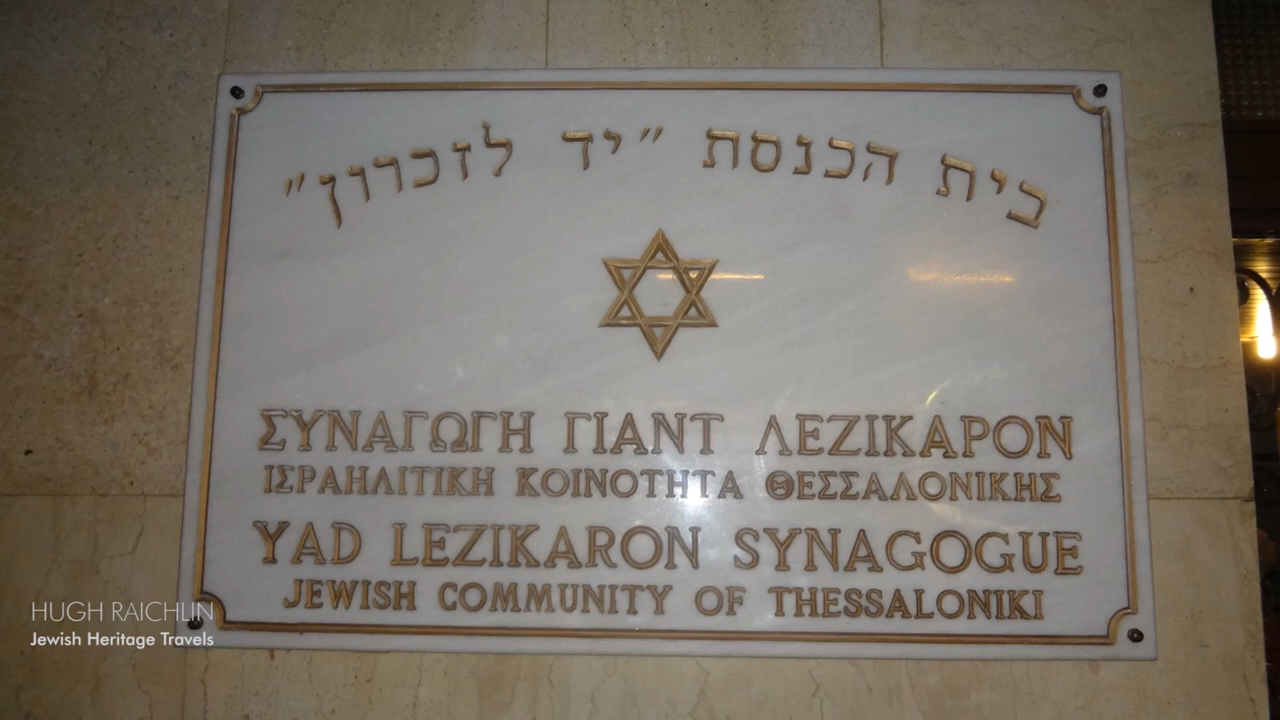 בית הכנסת "יד לזכרון"
ΣΥΝΑΓΩΓΗ ΓΙΑΝΤ ΛΕΖΙΚΑΡΟΝ
ΙΣΡΑΗΛΙΤΙΚΗ ΚΟΙΝΟΤΗΤΑ ΘΕΣΣΑΛΟΝΙΚΗΣ
YAD LEZIKARON SYNAGOGUE
JEWISH COMMUNITY OF THESSALONIKI
HUGH RAICHLIN
Jewish Heritage Travels